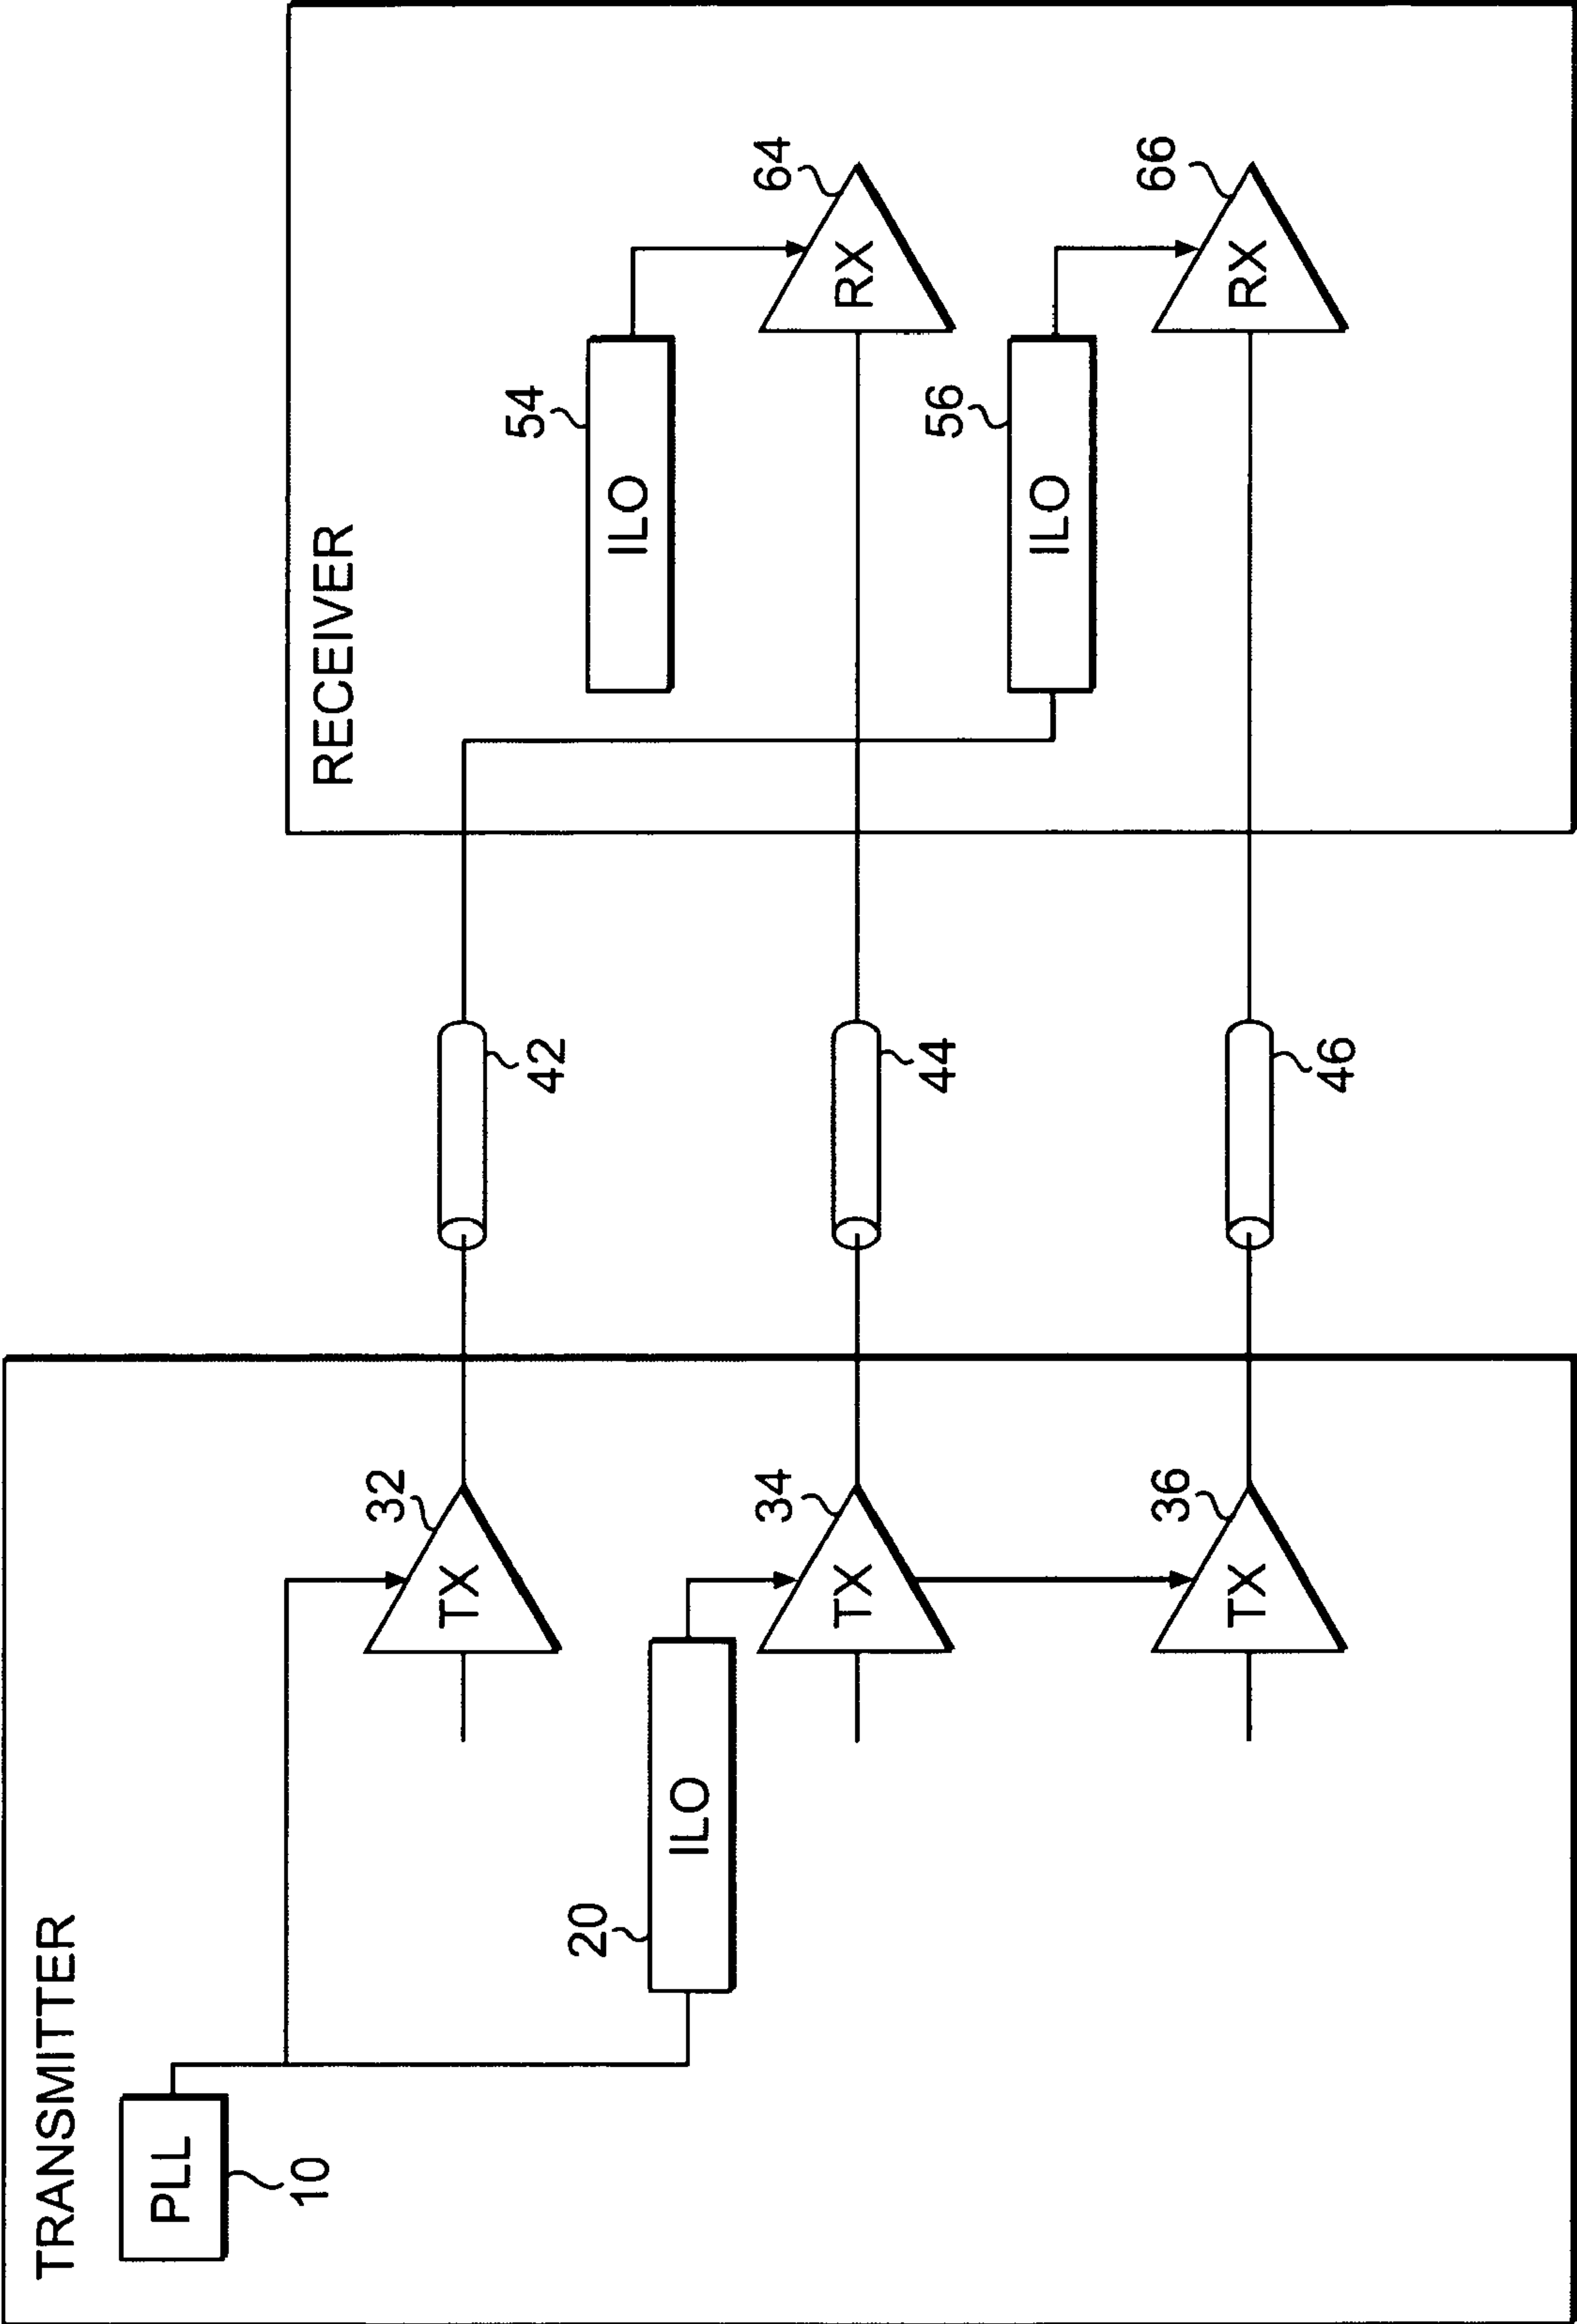 TRANSMITTER
PLL
10
32
TX
20
ILO
34
TX
36
TX
42
44
46
RECEIVER
54
ILO
64
RX
56
ILO
66
RX